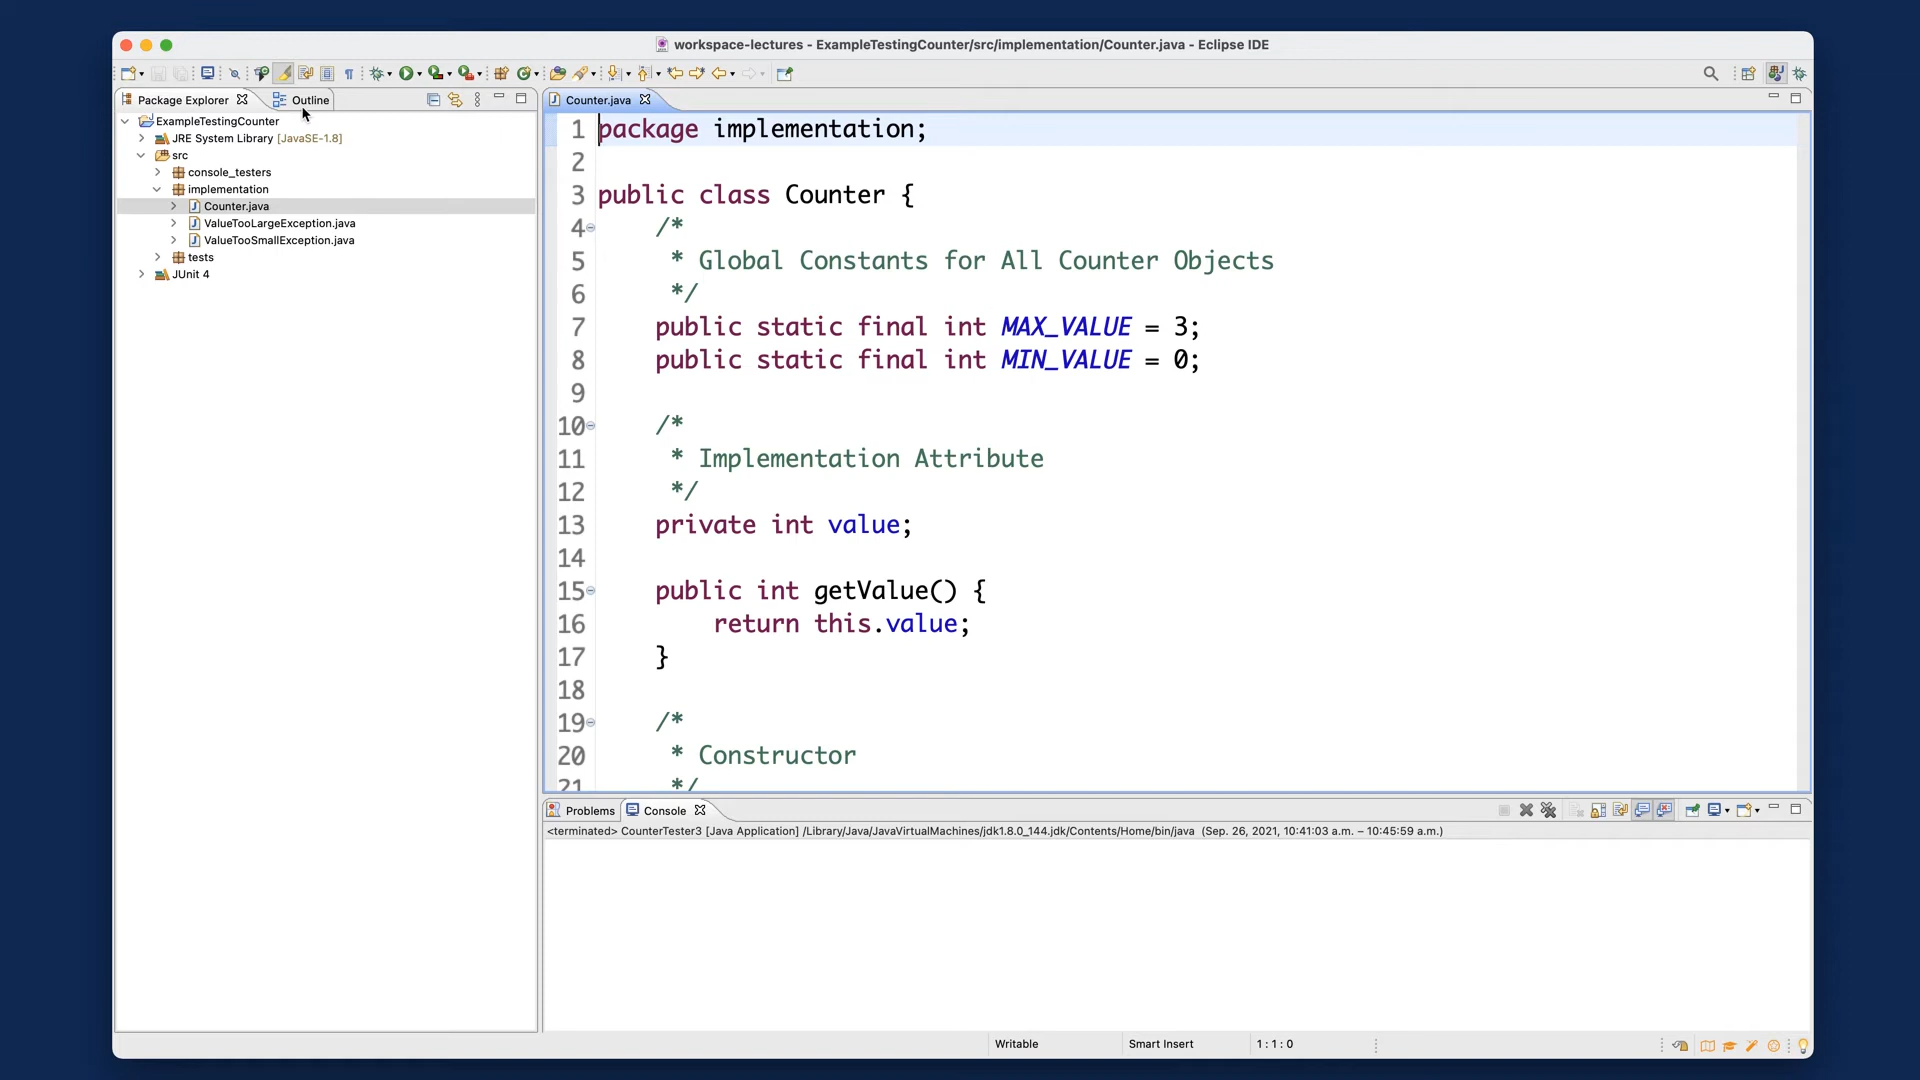 workspace-lectures - ExampleTestingCounter/src/implementation/Counter.java - Eclipse IDE
Package Explorer
Outline
ExampleTestingCounter
JRE System Library [JavaSE-1.8]
src
console_testers
implementation
Counter.java
ValueTooLargeException.java
ValueTooSmallException.java
tests
JUnit 4
Counter.java
1 package implementation;
2
3 public class Counter {
4 /*
5 * Global Constants for All Counter Objects
6 */
7 public static final int MAX_VALUE = 3;
8 public static final int MIN_VALUE = 0;
9
10 /*
11 * Implementation Attribute
12 */
13 private int value;
14
15 public int getValue() {
16 return this.value;
17 }
18
19 /*
20 * Constructor
21 */
Problems
Console
<terminated> CounterTester3 [Java Application] /Library/Java/JavaVirtualMachines/jdk1.8.0_144.jdk/Contents/Home/bin/java (Sep. 26, 2021, 10:41:03 a.m. – 10:45:59 a.m.)
Writable
Smart Insert
1 : 1 : 0